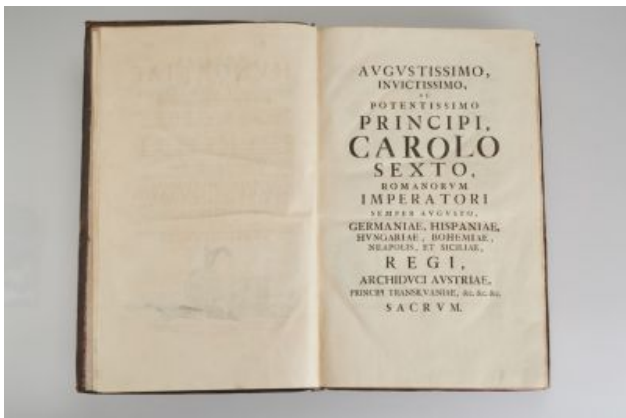 AVGVSTISSIMO,
INVICTISSIMO,
AC
POTENTISSIMO
PRINCIPI,
CAROLO
SEXTO,
ROMANORVM
IMPERATORI
SEMPER AVGVSTO,
GERMANIAE, HISPANIAE,
HVNGARIAE, BOHEMIAE,
NEAPOLIS, ET SICILIAE,
REGI,
ARCHIDVCI AVSTRIAE,
PRINCIPI TRANSILVANIAE, &c. &c. &c.
SACRVM.